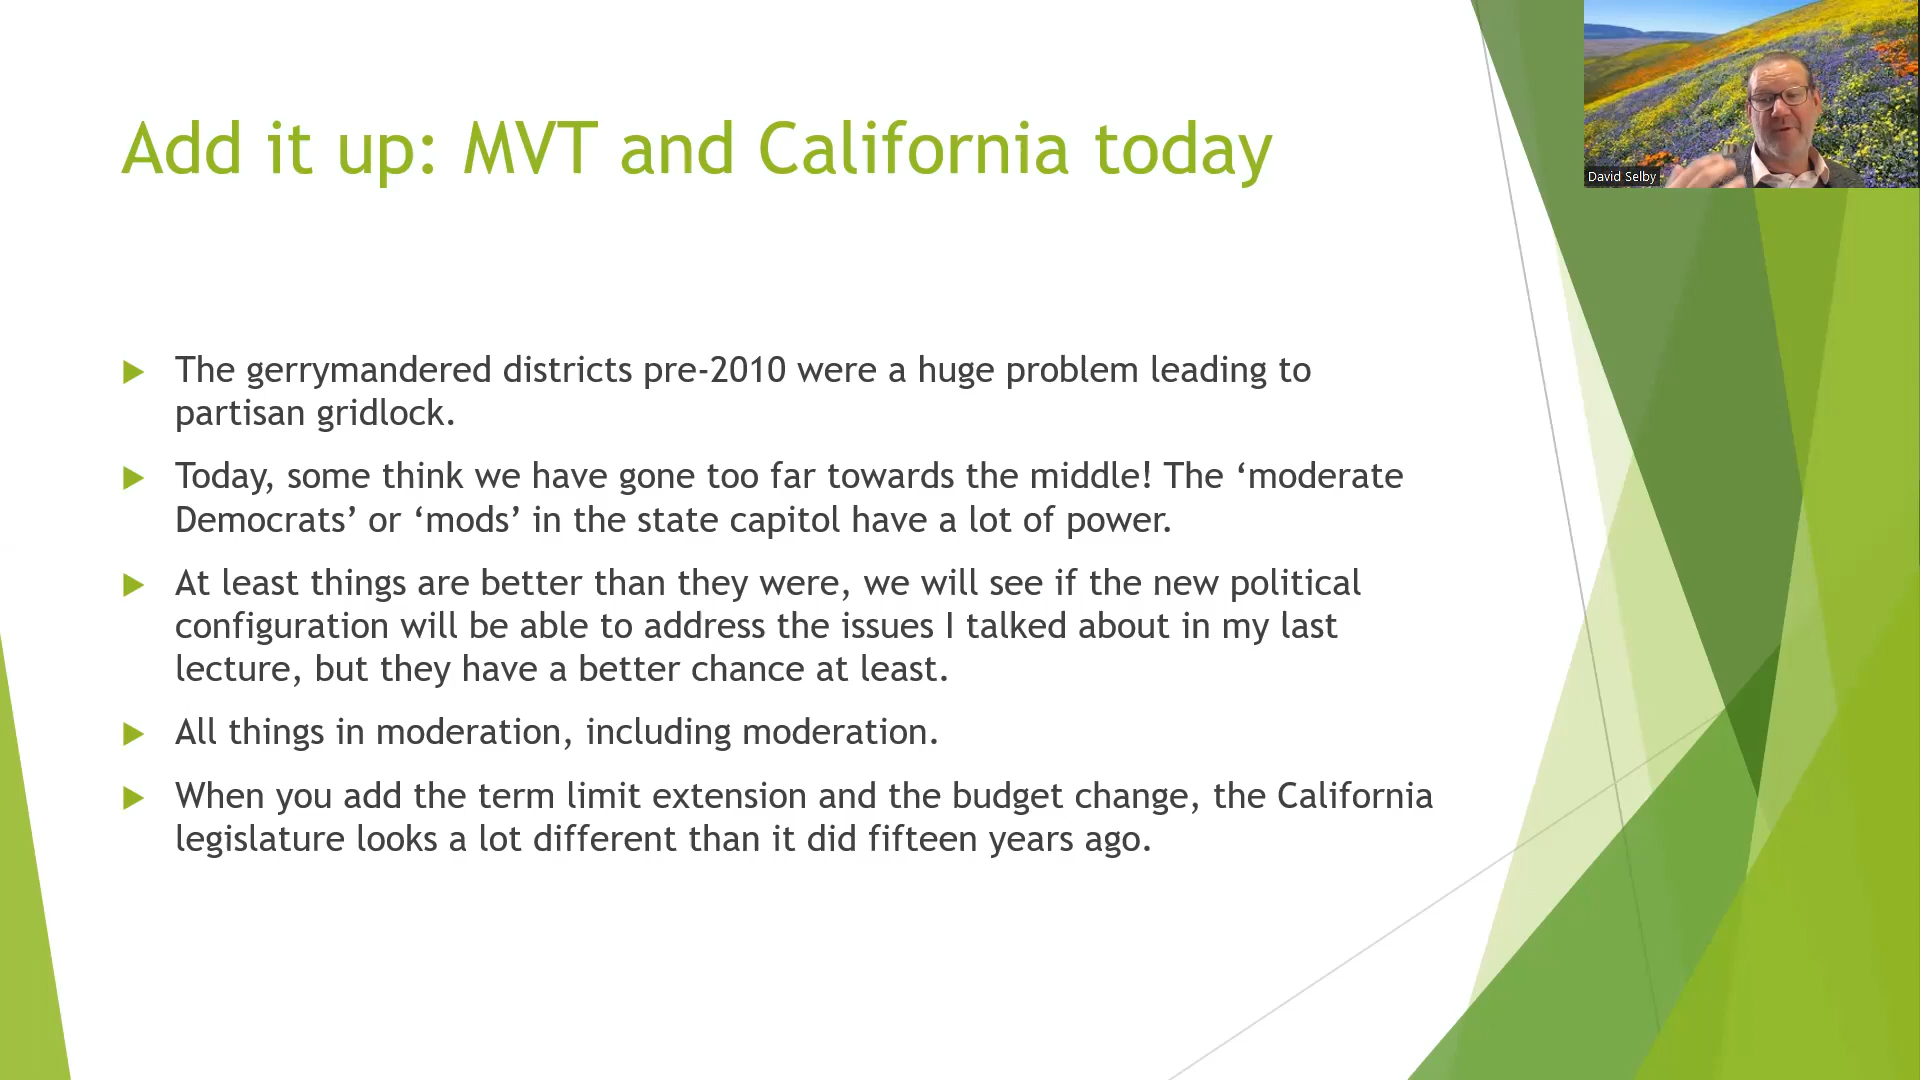 Add it up: MVT and California today
David Selby
The gerrymandered districts pre-2010 were a huge problem leading to
partisan gridlock.
Today, some think we have gone too far towards the middle! The ‘moderate
Democrats’ or ‘mods’ in the state capitol have a lot of power.
At least things are better than they were, we will see if the new political
configuration will be able to address the issues I talked about in my last
lecture, but they have a better chance at least.
All things in moderation, including moderation.
When you add the term limit extension and the budget change, the California
legislature looks a lot different than it did fifteen years ago.